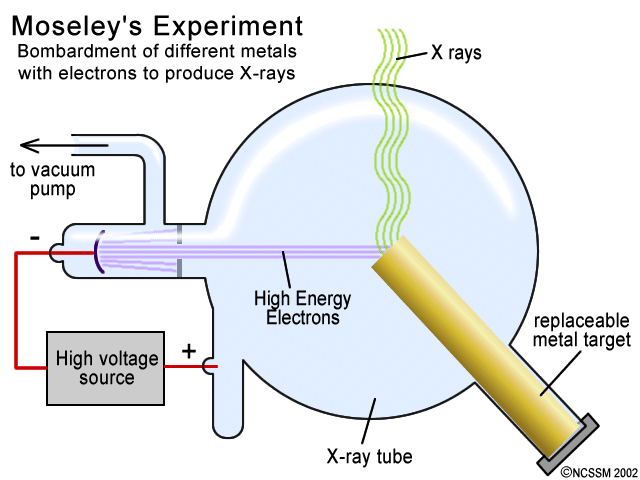 Moseley's Experiment
Bombardment of different metals
with electrons to produce X-rays
X rays
to vacuum
pump
-
High Energy
Electrons
replaceable
metal target
High voltage
source
+
X-ray tube
©NCSSM 2002